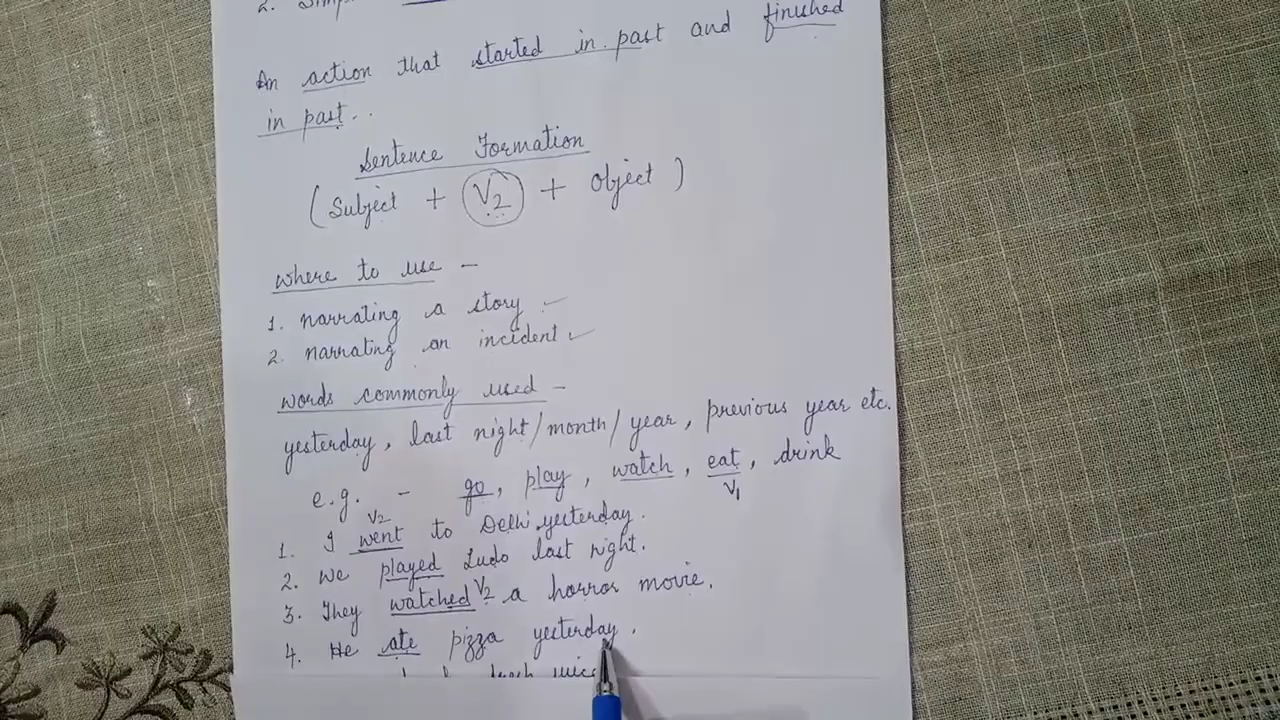 2.
An action that started in past and finished
in past..
Sentence Formation
(Subject + V2 + Object)
where to use -
1. narrating a story ✓
2. narrating an incident ✓
words commonly used -
yesterday, last night/month/year, previous year etc.
e.g. - go, play, watch, eat, drink
V1
V2
1. I went to Delhi yesterday.
2. We played Ludo last night.
3. They watched V2 a horror movie.
4. He ate pizza yesterday.